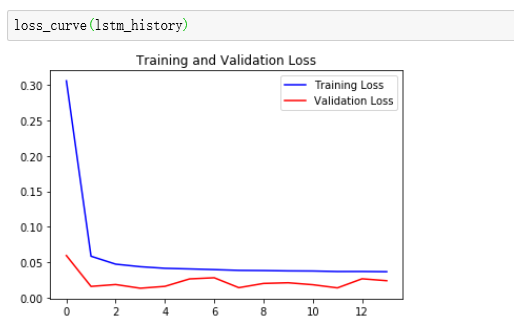 loss_curve(lstm_history)
Training and Validation Loss
Training Loss
Validation Loss
0.30
0.25
0.20
0.15
0.10
0.05
0.00
0 2 4 6 8 10 12